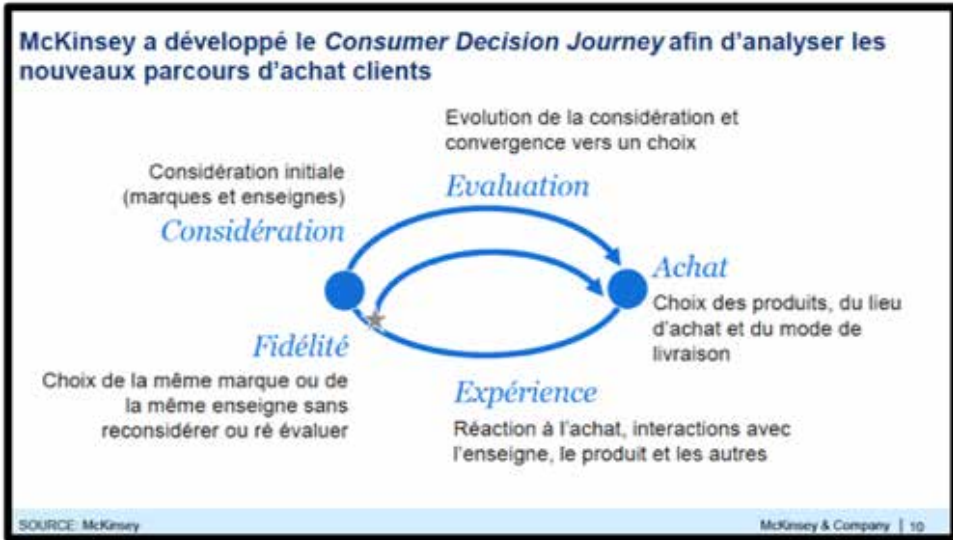 McKinsey a développé le Consumer Decision Journey afin d'analyser les
nouveaux parcours d'achat clients
Evolution de la considération et
convergence vers un choix
Evaluation
Considération initiale
(marques et enseignes)
Considération
Achat
Choix des produits, du lieu
d'achat et du mode de
livraison
Fidélité
Choix de la même marque ou de
la même enseigne sans
reconsidérer ou ré évaluer
Expérience
Réaction à l'achat, interactions avec
l'enseigne, le produit et les autres
SOURCE: McKinsey
McKinsey & Company | 10